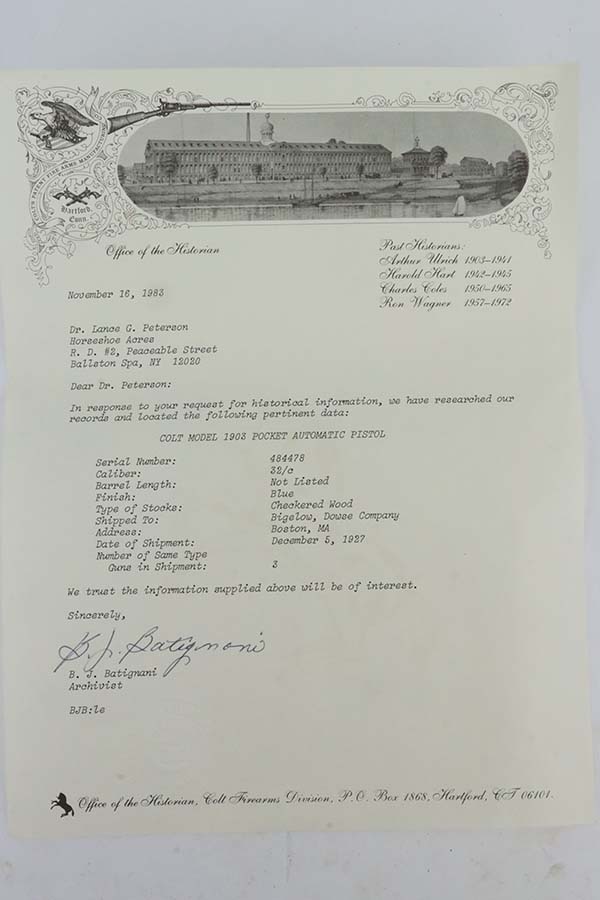 COLT'S PATENT FIRE ARMS MANUFACTURING
Hartford,
Conn.
Office of the Historian
Past Historians:
Arthur Ulrich 1903–1941
Harold Hart 1942–1945
Charles Coles 1950–1965
Ron Wagner 1957–1972
November 16, 1983
Dr. Lance G. Peterson
Horseshoe Acres
R. D. #2, Peaceable Street
Ballston Spa, NY 12020
Dear Dr. Peterson:
In response to your request for historical information, we have researched our
records and located the following pertinent data:
COLT MODEL 1903 POCKET AUTOMATIC PISTOL
Serial Number: 484478
Caliber: 32/c
Barrel Length: Not Listed
Finish: Blue
Type of Stocks: Checkered Wood
Shipped To: Bigelow, Dowse Company
Address: Boston, MA
Date of Shipment: December 5, 1927
Number of Same Type
Guns in Shipment: 3
We trust the information supplied above will be of interest.
Sincerely,
B. J. Batignani
B. J. Batignani
Archivist
BJB:le
Office of the Historian, Colt Firearms Division, P. O. Box 1868, Hartford, CT 06101.